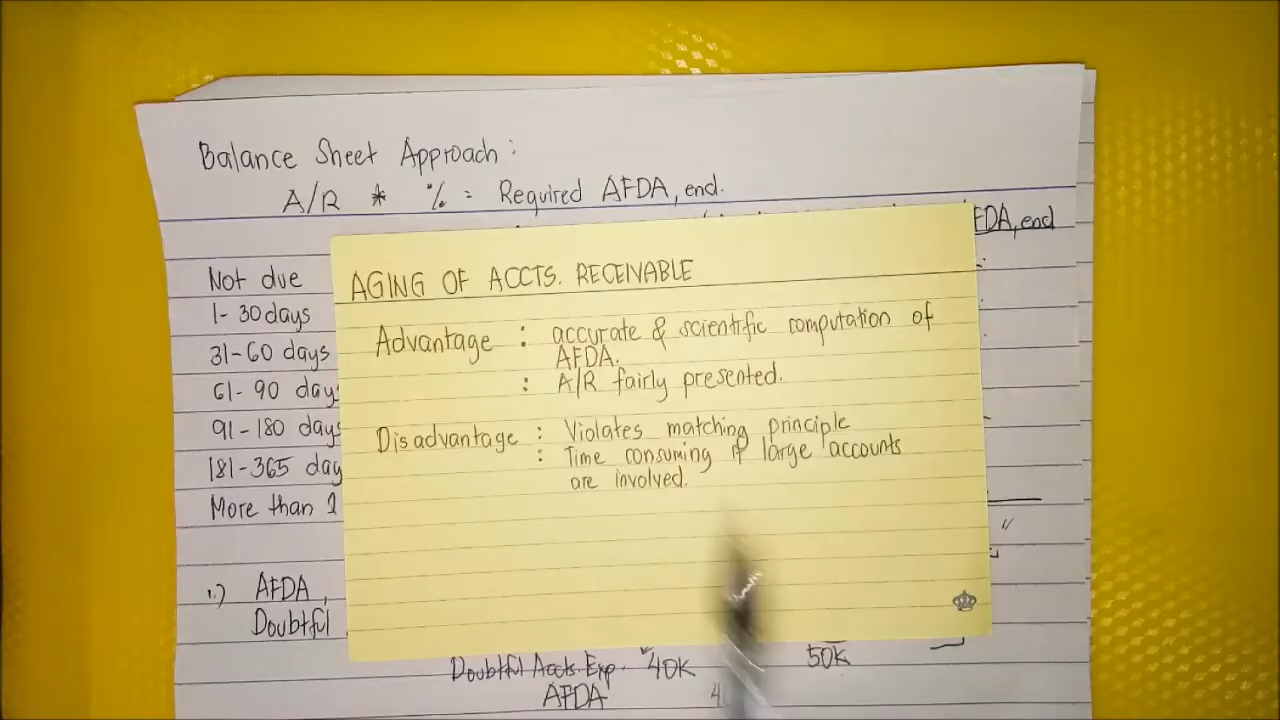 Balance Sheet Approach :
A/R * % = Required AFDA, end.
FDA, end
AGING OF ACCTS. RECEIVABLE
Advantage : accurate & scientific computation of
AFDA.
: A/R fairly presented.
Disadvantage : Violates matching principle
: Time consuming if large accounts
are involved.
Not due
1- 30 days
31-60 days
61- 90 day
91-180 days
181-365 day
More than 1
1.) AFDA,
Doubtful
Doubtful Accts. Exp. 40K 50K
AFDA 4